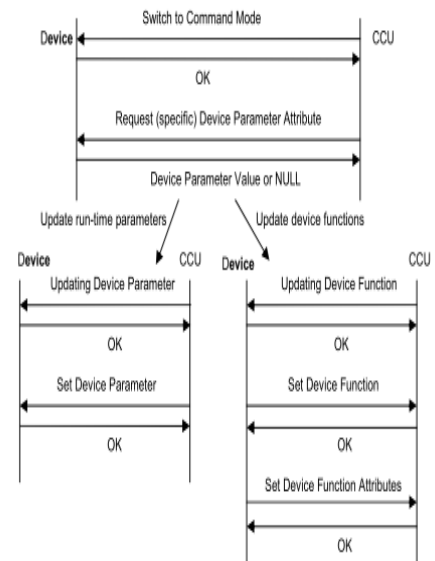 Switch to Command Mode
Device CCU
OK
Request (specific) Device Parameter Attribute
Device Parameter Value or NULL
Update run-time parameters Update device functions
Device CCU Device CCU
Updating Device Parameter Updating Device Function
OK OK
Set Device Parameter Set Device Function
OK OK
Set Device Function Attributes
OK